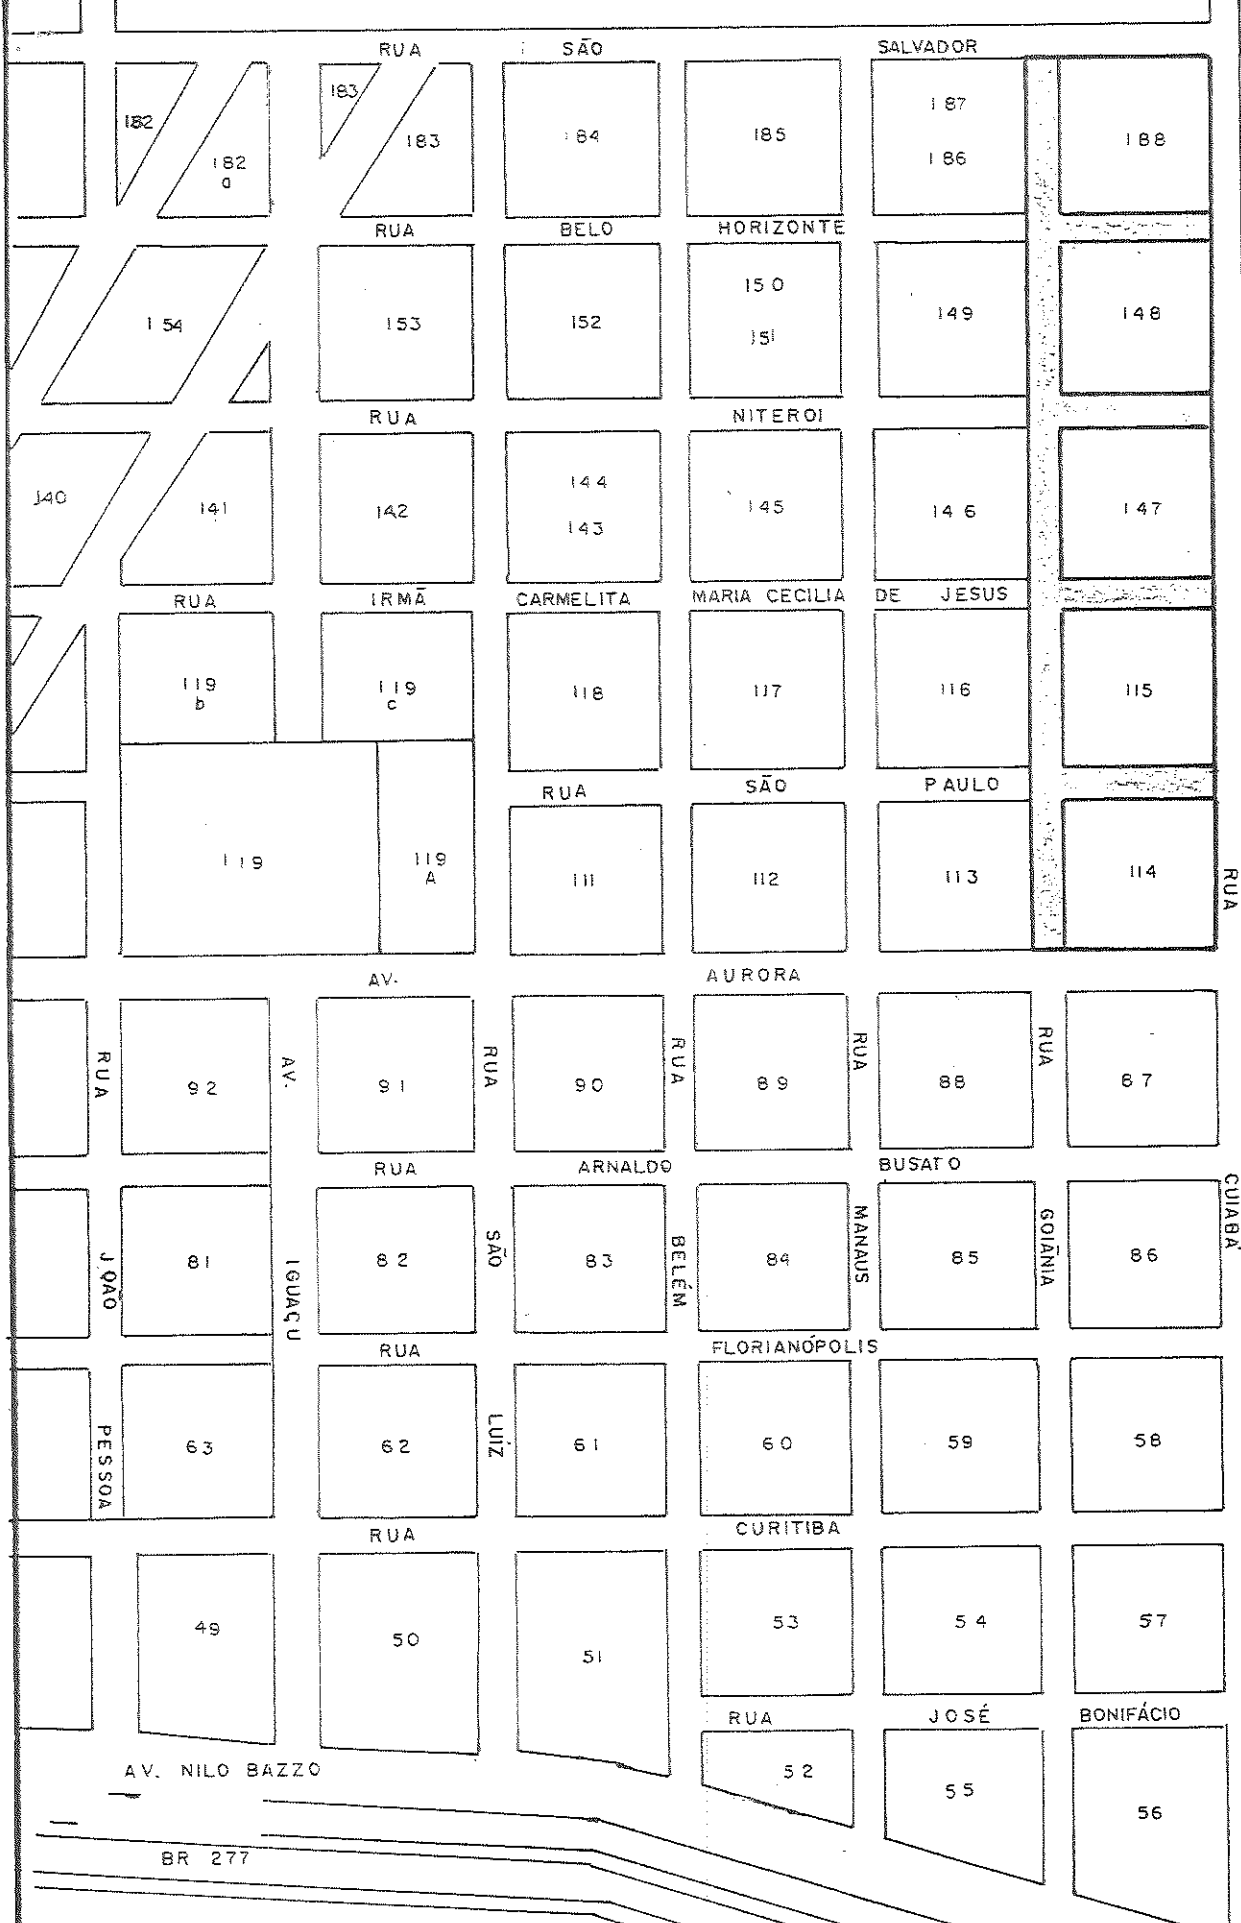 RUA SÃO SALVADOR
182
182
a
183
183
184
185
187
186
188
RUA BELO HORIZONTE
154
153
152
150
151
149
148
RUA NITEROI
140
141
142
144
143
145
146
147
RUA IRMÃ CARMELITA MARIA CECILIA DE JESUS
119
b
119
c
118
117
116
115
RUA SÃO PAULO
119
119
A
111
112
113
114
AV. AURORA
92
91
90
89
88
87
RUA ARNALDO BUSATO
81
82
83
84
85
86
RUA FLORIANÓPOLIS
63
62
61
60
59
58
RUA CURITIBA
49
50
51
53
54
57
RUA JOSÉ BONIFÁCIO
52
55
56
AV. NILO BAZZO
BR 277
RUA JOÃO PESSOA
AV. IGUAÇU
RUA SÃO LUÍZ
RUA BELÉM
RUA MANAUS
RUA GOIÂNIA
RUA CUIABÁ